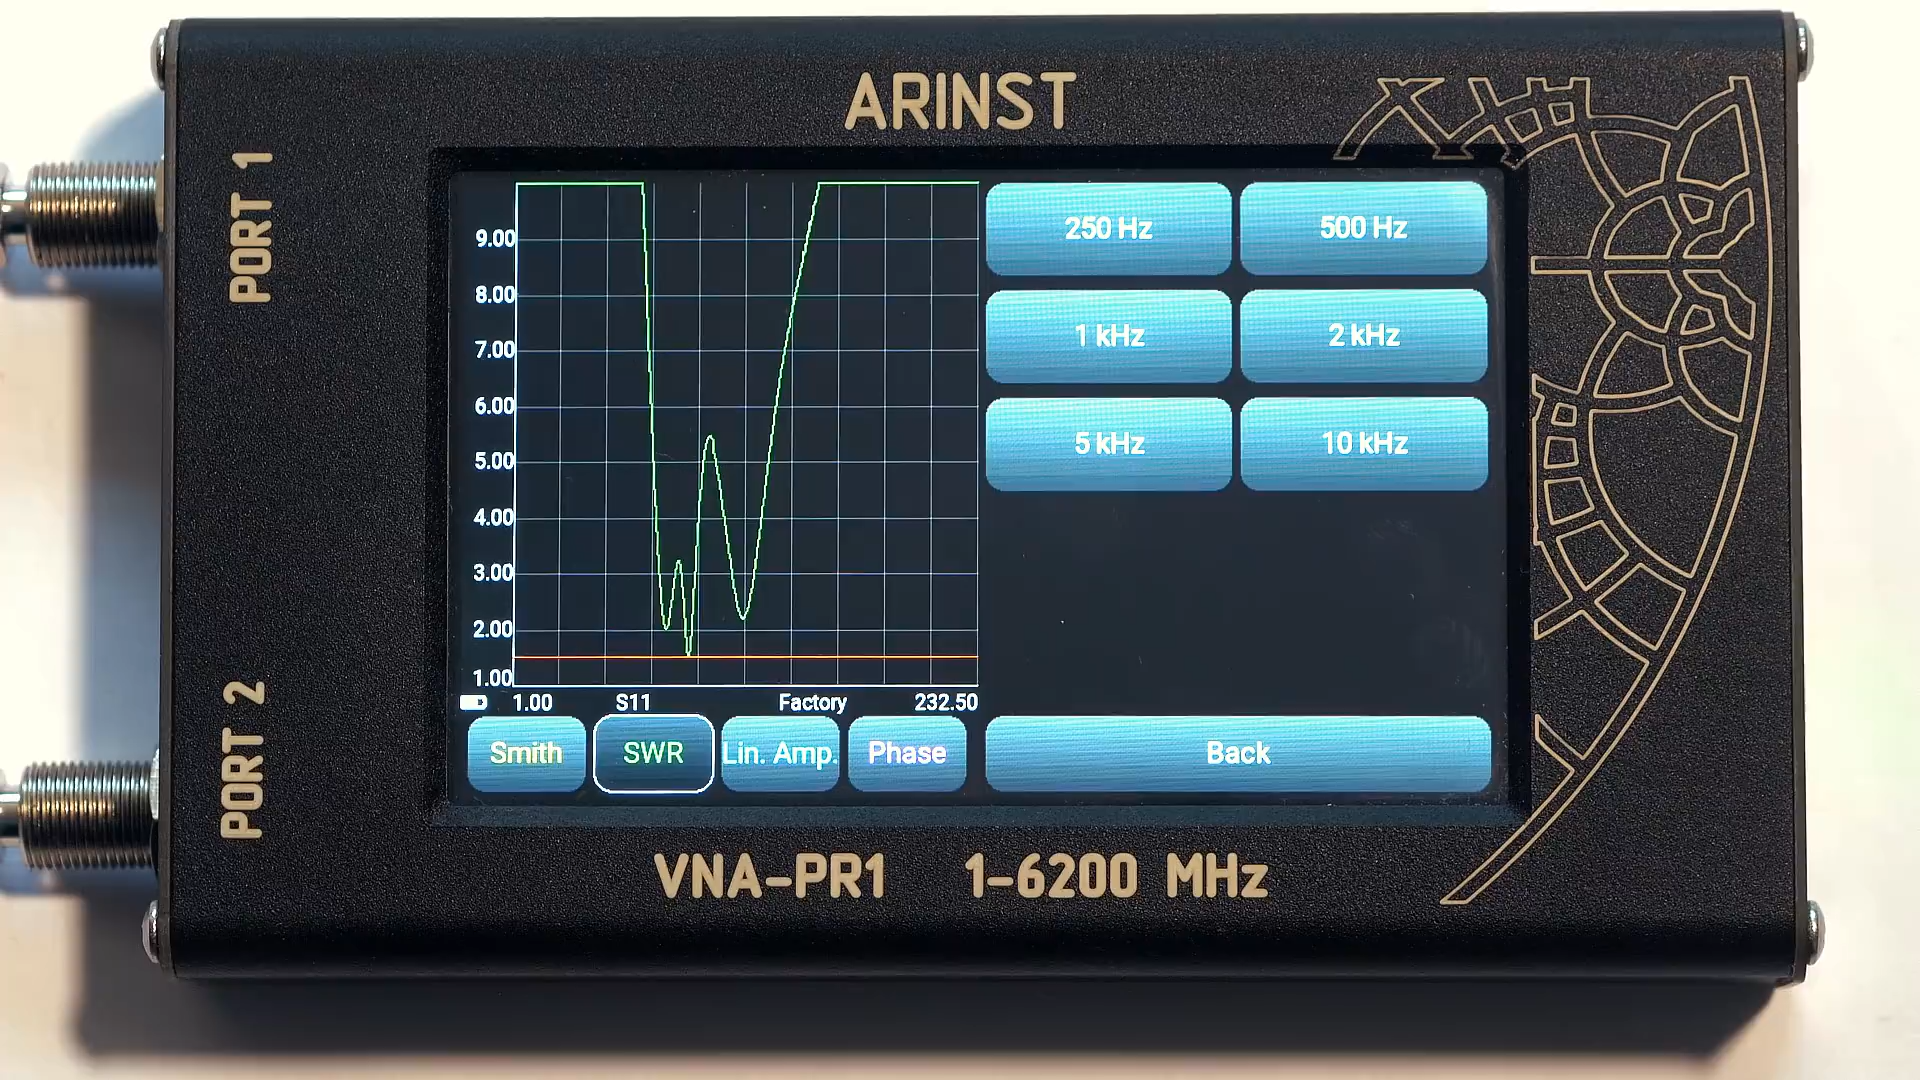 ARINST
PORT 1
PORT 2
9.00
8.00
7.00
6.00
5.00
4.00
3.00
2.00
1.00
1.00 S11 Factory 232.50
Smith SWR Lin. Amp. Phase
250 Hz 500 Hz
1 kHz 2 kHz
5 kHz 10 kHz
Back
VNA-PR1 1-6200 MHz